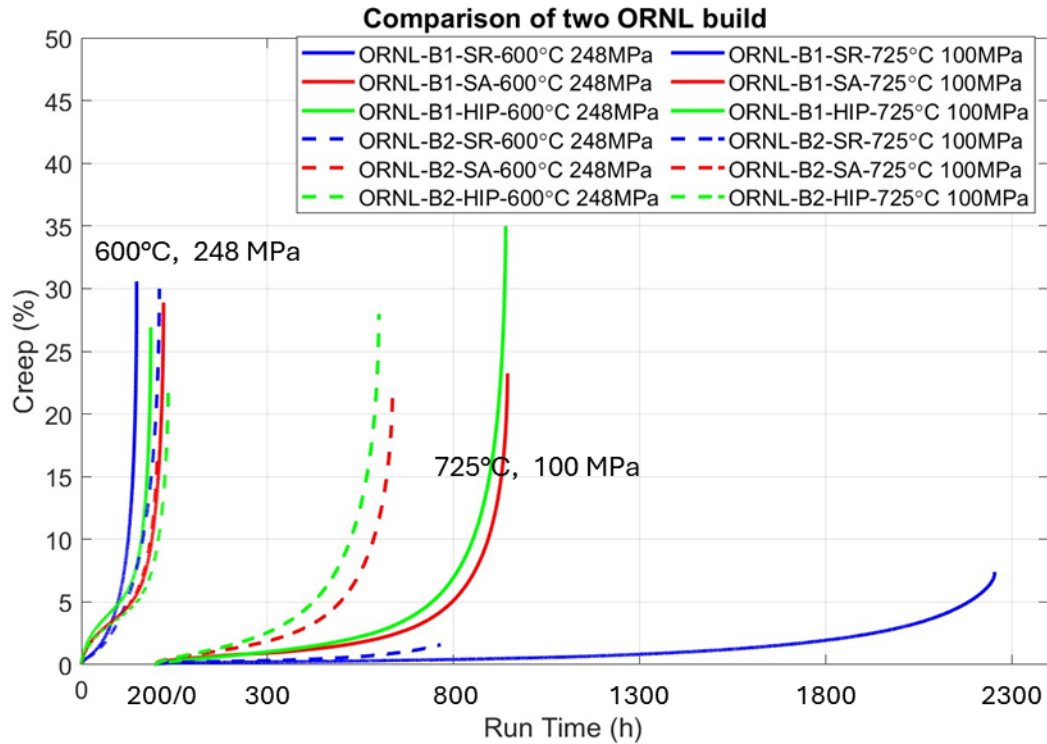 Comparison of two ORNL build
ORNL-B1-SR-600°C 248MPa ORNL-B1-SR-725°C 100MPa
ORNL-B1-SA-600°C 248MPa ORNL-B1-SA-725°C 100MPa
ORNL-B1-HIP-600°C 248MPa ORNL-B1-HIP-725°C 100MPa
ORNL-B2-SR-600°C 248MPa ORNL-B2-SR-725°C 100MPa
ORNL-B2-SA-600°C 248MPa ORNL-B2-SA-725°C 100MPa
ORNL-B2-HIP-600°C 248MPa ORNL-B2-HIP-725°C 100MPa
50
45
40
35
30
25
20
15
10
5
0
Creep (%)
600°C, 248 MPa
725°C, 100 MPa
0 200/0 300 800 1300 1800 2300
Run Time (h)